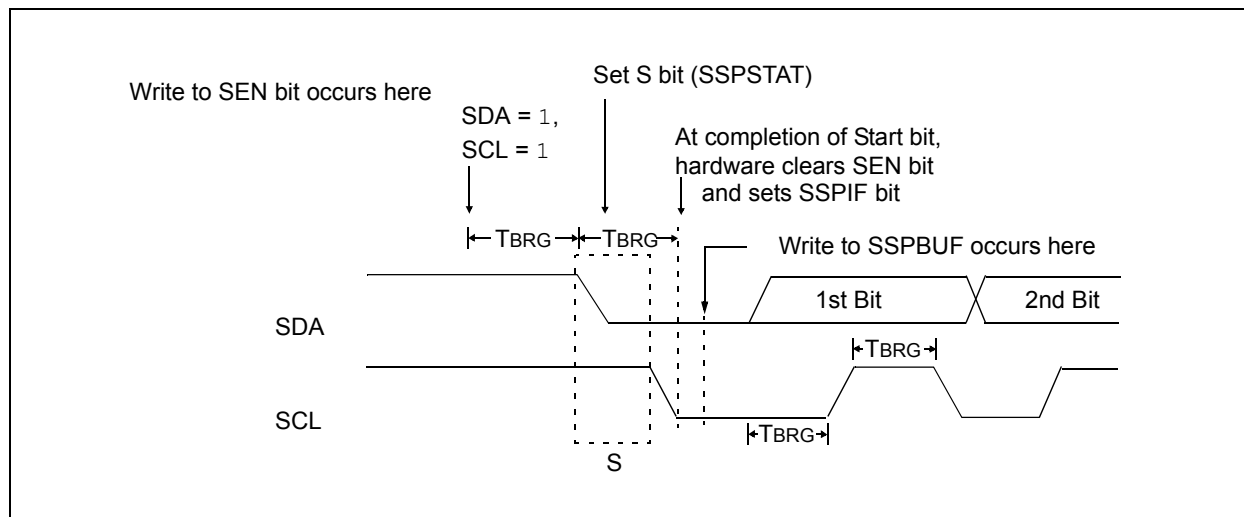 Set S bit (SSPSTAT)
Write to SEN bit occurs here
SDA = 1,
SCL = 1
At completion of Start bit,
hardware clears SEN bit
and sets SSPIF bit
TBRG
TBRG
Write to SSPBUF occurs here
1st Bit
2nd Bit
SDA
TBRG
SCL
TBRG
S